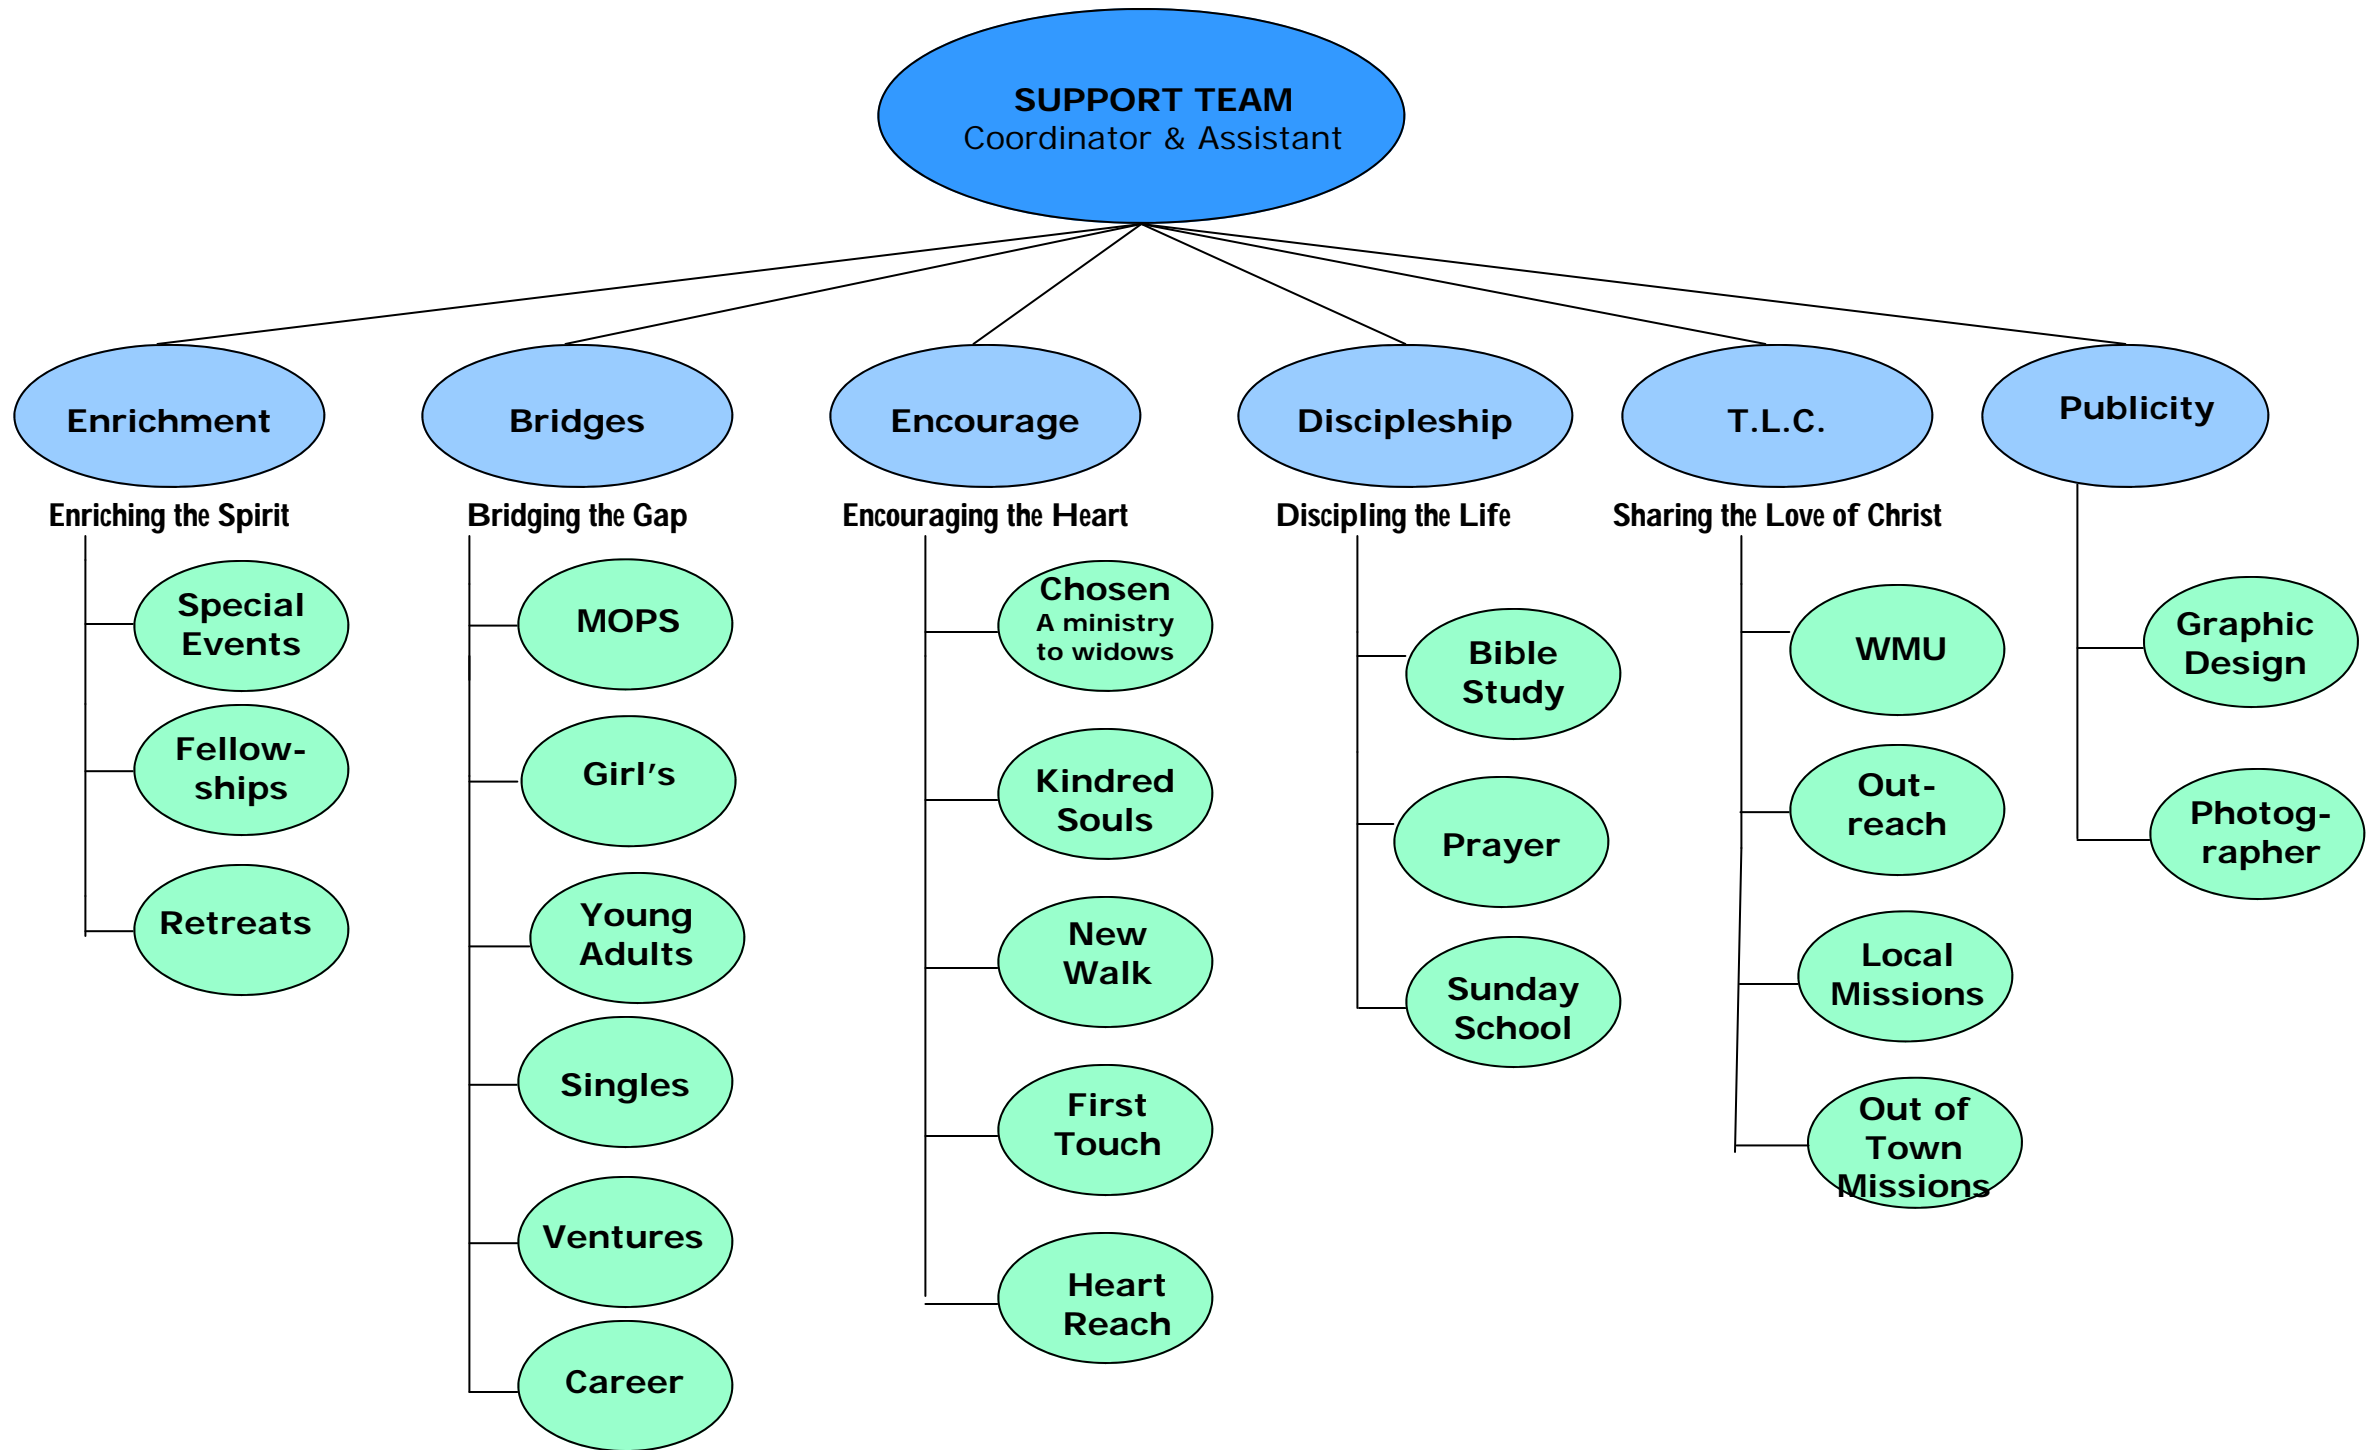 SUPPORT TEAM
Coordinator & Assistant
Enrichment
Bridges
Encourage
Discipleship
T.L.C.
Publicity
Enriching the Spirit
Bridging the Gap
Encouraging the Heart
Discipling the Life
Sharing the Love of Christ
Special
Events
Fellow-
ships
Retreats
MOPS
Girl's
Young
Adults
Singles
Ventures
Career
Chosen
A ministry
to widows
Kindred
Souls
New
Walk
First
Touch
Heart
Reach
Bible
Study
Prayer
Sunday
School
WMU
Out-
reach
Local
Missions
Out of
Town
Missions
Graphic
Design
Photog-
rapher